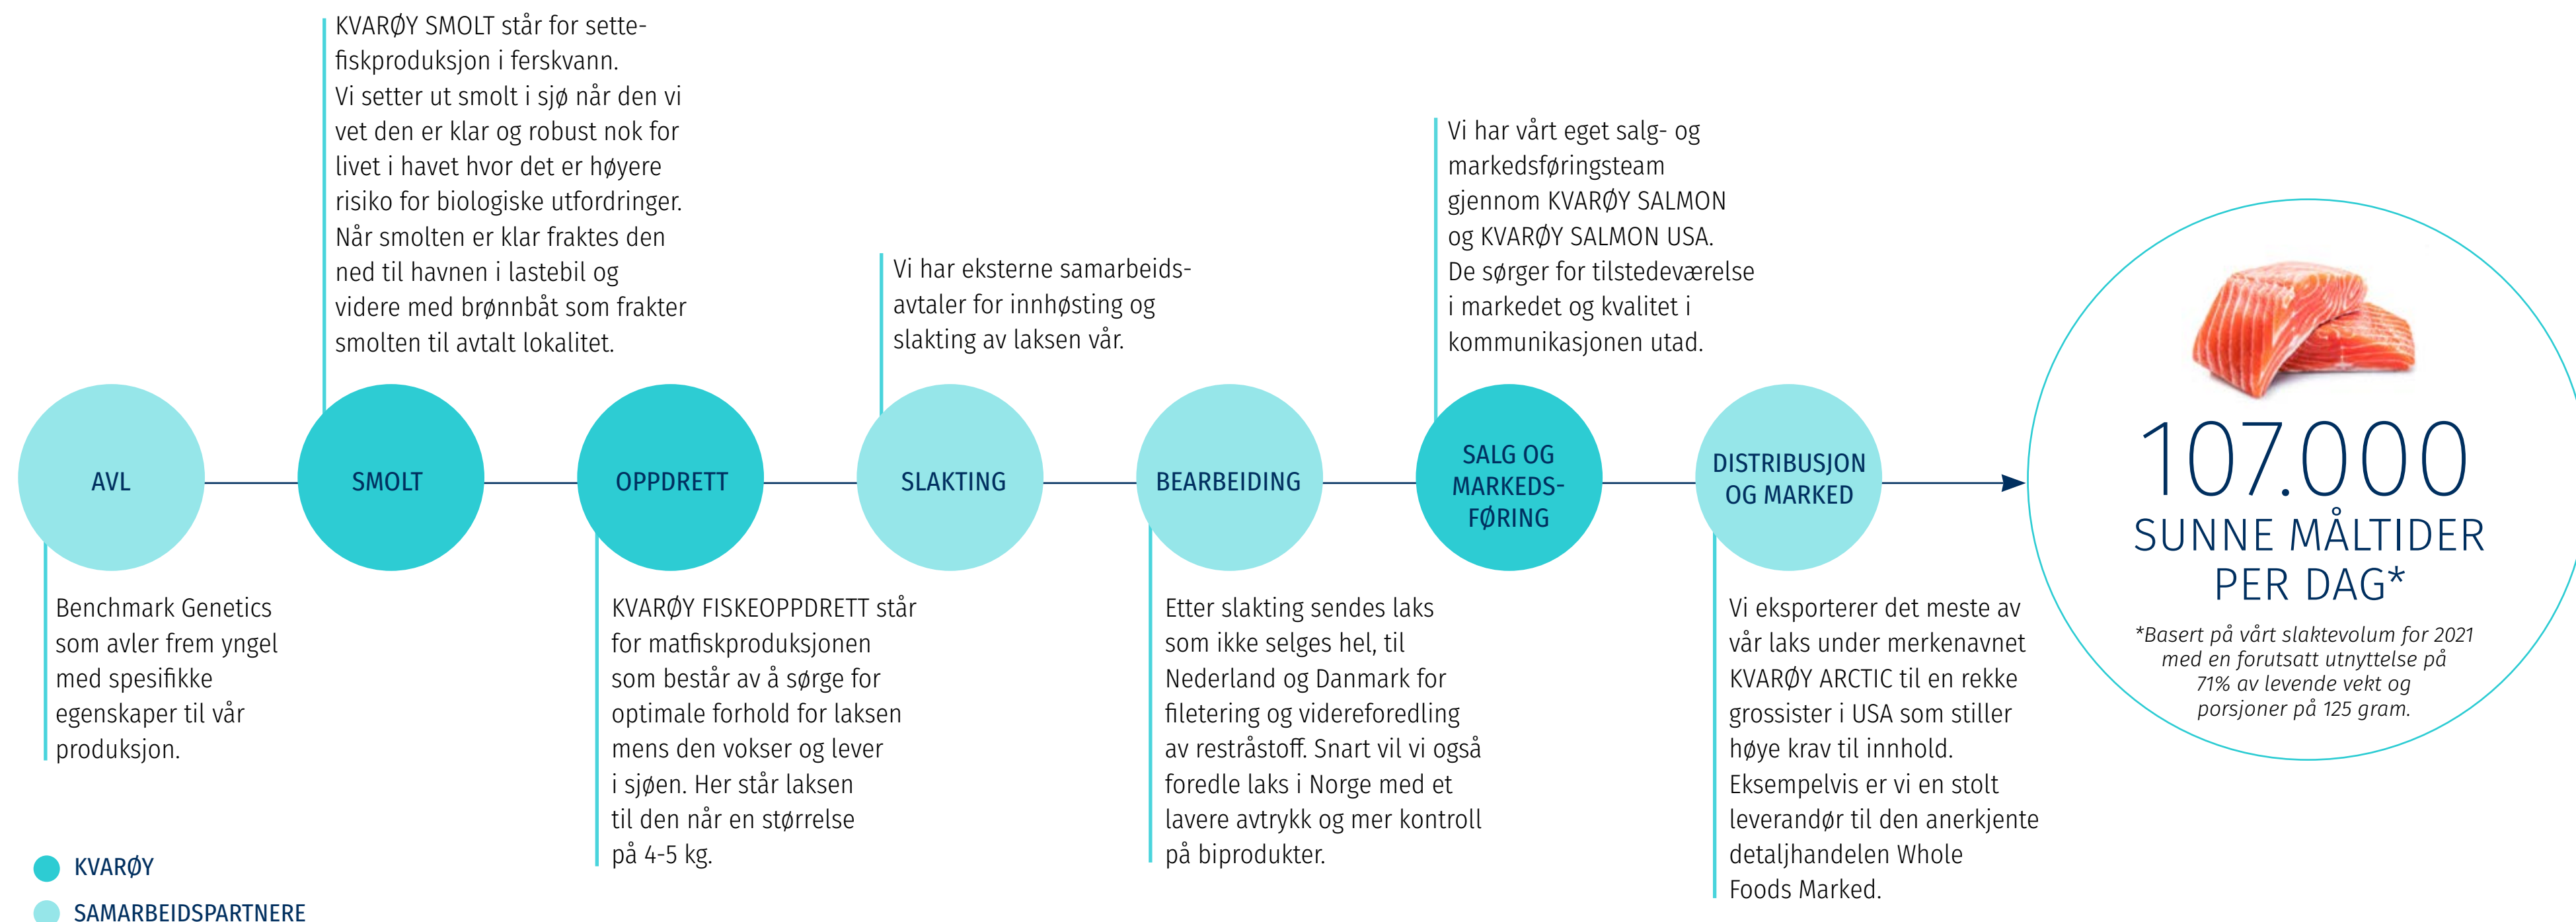 KVARØY SMOLT står for sette-
fiskproduksjon i ferskvann.
Vi setter ut smolt i sjø når den vi
vet den er klar og robust nok for
livet i havet hvor det er høyere
risiko for biologiske utfordringer.
Når smolten er klar fraktes den
ned til havnen i lastebil og
videre med brønnbåt som frakter
smolten til avtalt lokalitet.
Vi har eksterne samarbeids-
avtaler for innhøsting og
slakting av laksen vår.
Vi har vårt eget salg- og
markedsføringsteam
gjennom KVARØY SALMON
og KVARØY SALMON USA.
De sørger for tilstedeværelse
i markedet og kvalitet i
kommunikasjonen utad.
AVL
SMOLT
OPPDRETT
SLAKTING
BEARBEIDING
SALG OG
MARKEDS-
FØRING
DISTRIBUSJON
OG MARKED
Benchmark Genetics
som avler frem yngel
med spesifikke
egenskaper til vår
produksjon.
KVARØY FISKEOPPDRETT står
for matfiskproduksjonen
som består av å sørge for
optimale forhold for laksen
mens den vokser og lever
i sjøen. Her står laksen
til den når en størrelse
på 4-5 kg.
Etter slakting sendes laks
som ikke selges hel, til
Nederland og Danmark for
filetering og videreforedling
av restråstoff. Snart vil vi også
foredle laks i Norge med et
lavere avtrykk og mer kontroll
på biprodukter.
Vi eksporterer det meste av
vår laks under merkenavnet
KVARØY ARCTIC til en rekke
grossister i USA som stiller
høye krav til innhold.
Eksempelvis er vi en stolt
leverandør til den anerkjente
detaljhandelen Whole
Foods Marked.
107.000
SUNNE MÅLTIDER
PER DAG*
*Basert på vårt slaktevolum for 2021
med en forutsatt utnyttelse på
71% av levende vekt og
porsjoner på 125 gram.
KVARØY
SAMARBEIDSPARTNERE